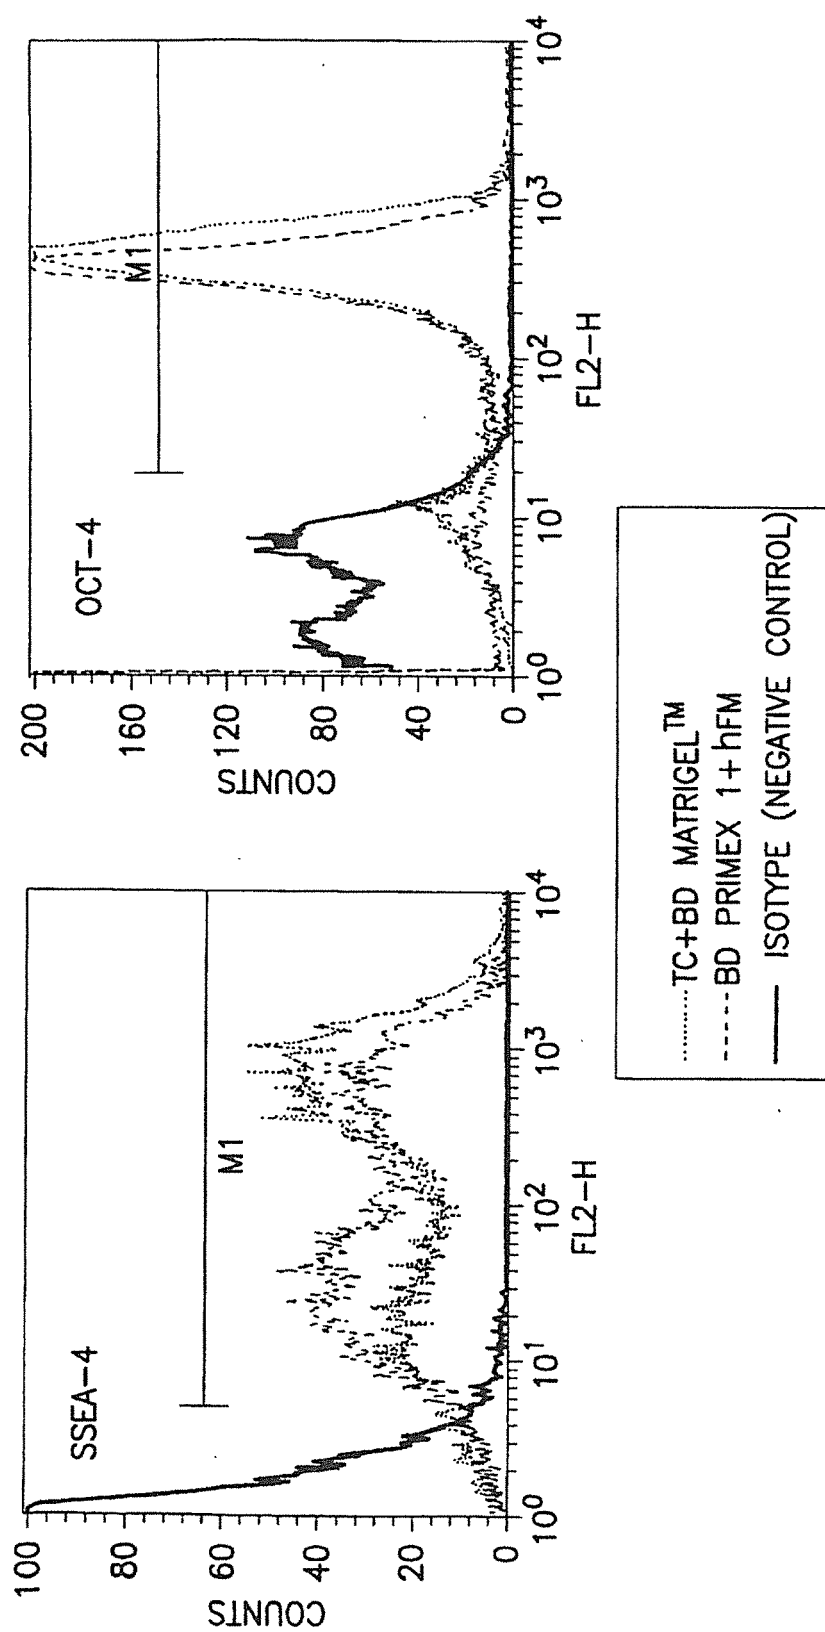 SSEA-4
M1
COUNTS
100
80
60
40
20
0
10⁰
10¹
10²
10³
10⁴
FL2-H
OCT-4
M1
COUNTS
200
160
120
80
40
0
10⁰
10¹
10²
10³
10⁴
FL2-H
TC+BD MATRIGEL™
BD PRIMEX 1+hFM
ISOTYPE (NEGATIVE CONTROL)